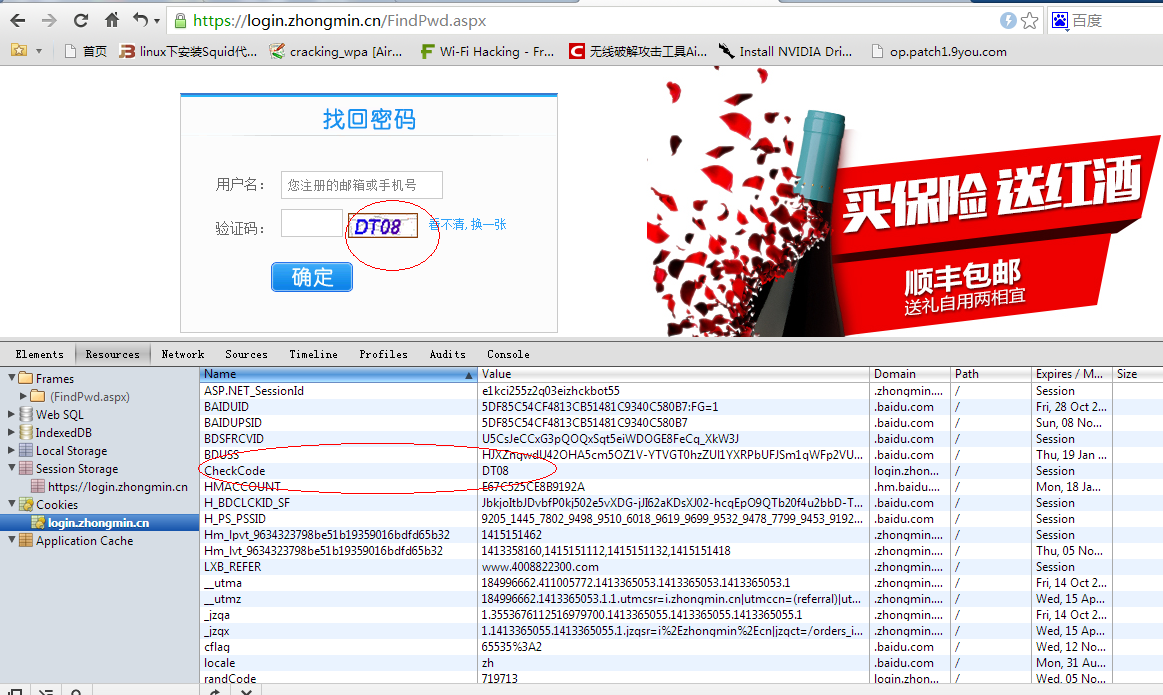 https://login.zhongmin.cn/FindPwd.aspx
百度
首页 linux下安装Squid代... cracking_wpa [Air... Wi-Fi Hacking - Fr... 无线破解攻击工具Ai... Install NVIDIA Dri... op.patch1.9you.com
找回密码
用户名： 您注册的邮箱或手机号
验证码： DT08 看不清, 换一张
确定
买保险 送红酒
顺丰包邮
送礼自用两相宜
Elements Resources Network Sources Timeline Profiles Audits Console
Frames
(FindPwd.aspx)
Web SQL
IndexedDB
Local Storage
Session Storage
https://login.zhongmin.cn
Cookies
login.zhongmin.cn
Application Cache
Name Value Domain Path Expires / M... Size
ASP.NET_SessionId e1kci255z2q03eizhckbot55 .zhongmin.... / Session
BAIDUID 5DF85C54CF4813CB51481C9340C580B7:FG=1 .baidu.com / Fri, 28 Oct 2...
BAIDUPSID 5DF85C54CF4813CB51481C9340C580B7 .baidu.com / Sun, 08 No...
BDSFRCVID U5CsJeCCxG3pQOQxSqt5eiWDOGE8FeCq_XkW3J .baidu.com / Session
BDUSS HJXZnqwdU42OHA5cm5OZ1V-YTVGT0hzZUl1YXRPbUFJSm1qWFp2VU... .baidu.com / Thu, 19 Jan ...
CheckCode DT08 login.zhon... / Session
HMACCOUNT E67C525CE8B9192A .hm.baidu.... / Mon, 18 Ja...
H_BDCLCKID_SF JbkjoItbJDvbfP0kj502e5vXDG-jJI62aKDsXJ02-hcqEpO9QTb20f4u2bbD-T... .baidu.com / Session
H_PS_PSSID 9205_1445_7802_9498_9510_6018_9619_9699_9532_9478_7799_9453_9192... .baidu.com / Session
Hm_lpvt_9634323798be51b19359016bdfd65b32 1415151462 .zhongmin.... / Session
Hm_lvt_9634323798be51b19359016bdfd65b32 1413358160,1415151112,1415151132,1415151418 .zhongmin.... / Thu, 05 No...
LXB_REFER www.4008822300.com .zhongmin.... / Session
__utma 184996662.411005772.1413365053.1413365053.1413365053.1 .zhongmin.... / Fri, 14 Oct 2...
__utmz 184996662.1413365053.1.1.utmcsr=i.zhongmin.cn|utmccn=(referral)|ut... .zhongmin.... / Wed, 15 Ap...
_jzqa 1.3553676112516979700.1413365055.1413365055.1413365055.1 .zhongmin.... / Fri, 14 Oct 2...
_jzqx 1.1413365055.1413365055.1.jzqsr=i%2Ezhongmin%2Ecn|jzqct=/orders_i... .zhongmin.... / Wed, 15 Ap...
cflag 65535%3A2 .baidu.com / Wed, 12 No...
locale zh .baidu.com / Mon, 31 Au...
randCode 719713 login.zhon... / Wed, 05 No...